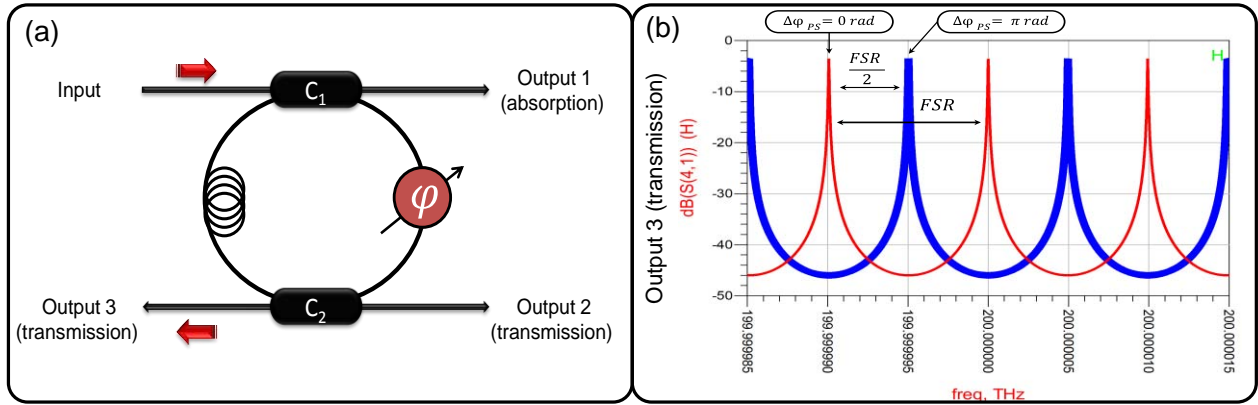 (a)
Input
C1
Output 1
(absorption)
φ
Output 3
(transmission)
C2
Output 2
(transmission)
(b)
Δφ PS = 0 rad
Δφ PS = π rad
H
FSR
2
FSR
Output 3 (transmission)
dB(S(4,1)) (H)
0
-10
-20
-30
-40
-50
199.999985
199.999990
199.999995
200.000000
200.000005
200.000010
200.000015
freq, THz